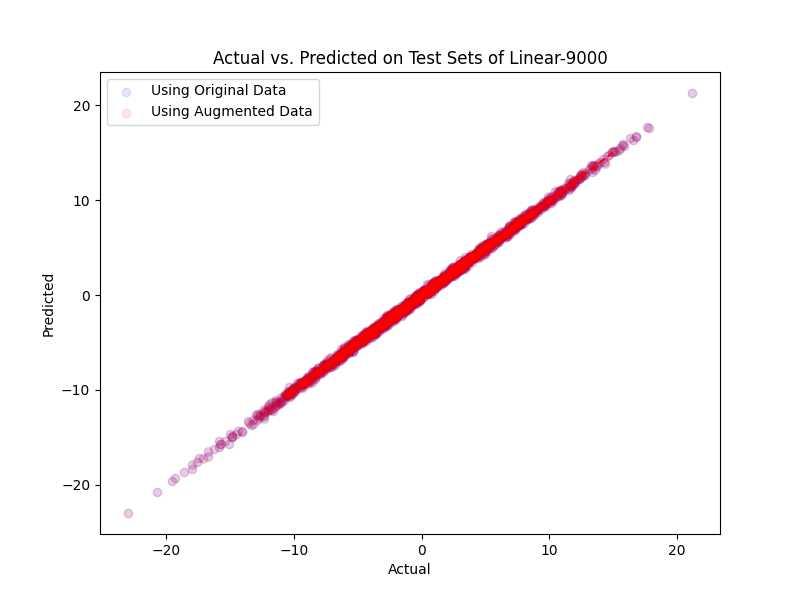 Actual vs. Predicted on Test Sets of Linear-9000
Using Original Data
Using Augmented Data
20
10
0
−10
−20
Predicted
−20 −10 0 10 20
Actual